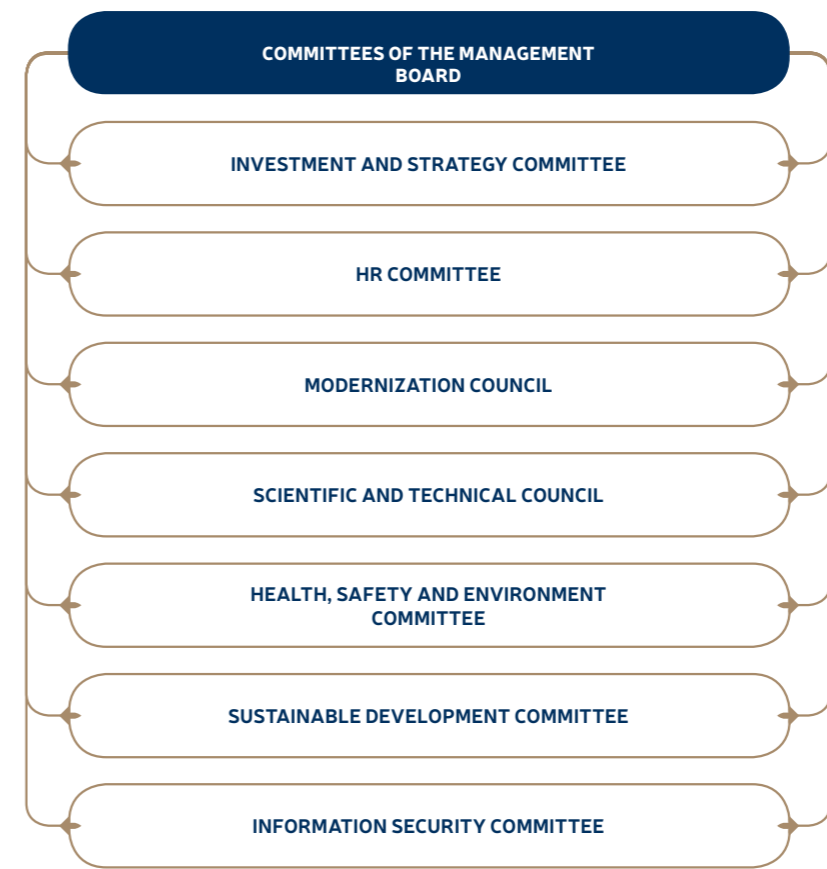 COMMITTEES OF THE MANAGEMENT
BOARD
INVESTMENT AND STRATEGY COMMITTEE
HR COMMITTEE
MODERNIZATION COUNCIL
SCIENTIFIC AND TECHNICAL COUNCIL
HEALTH, SAFETY AND ENVIRONMENT
COMMITTEE
SUSTAINABLE DEVELOPMENT COMMITTEE
INFORMATION SECURITY COMMITTEE